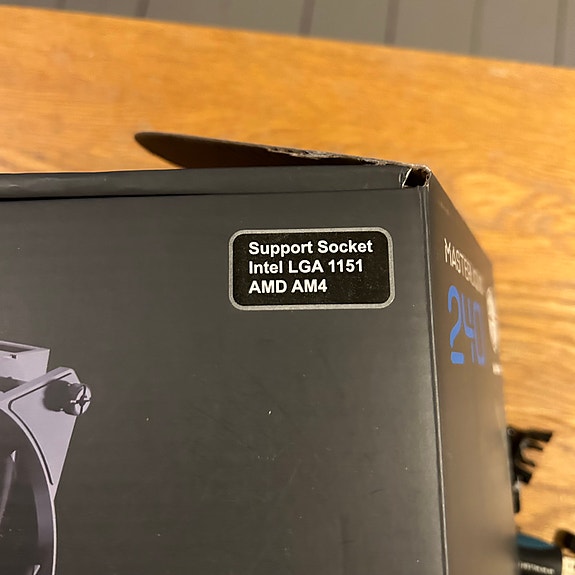 Support Socket
Intel LGA 1151
AMD AM4
240